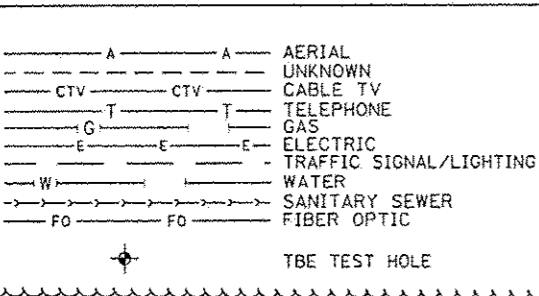 A A AERIAL
UNKNOWN
CTV CTV CABLE TV
T T TELEPHONE
G GAS
E E E ELECTRIC
TRAFFIC SIGNAL/LIGHTING
W WATER
SANITARY SEWER
FO FO FIBER OPTIC
TBE TEST HOLE